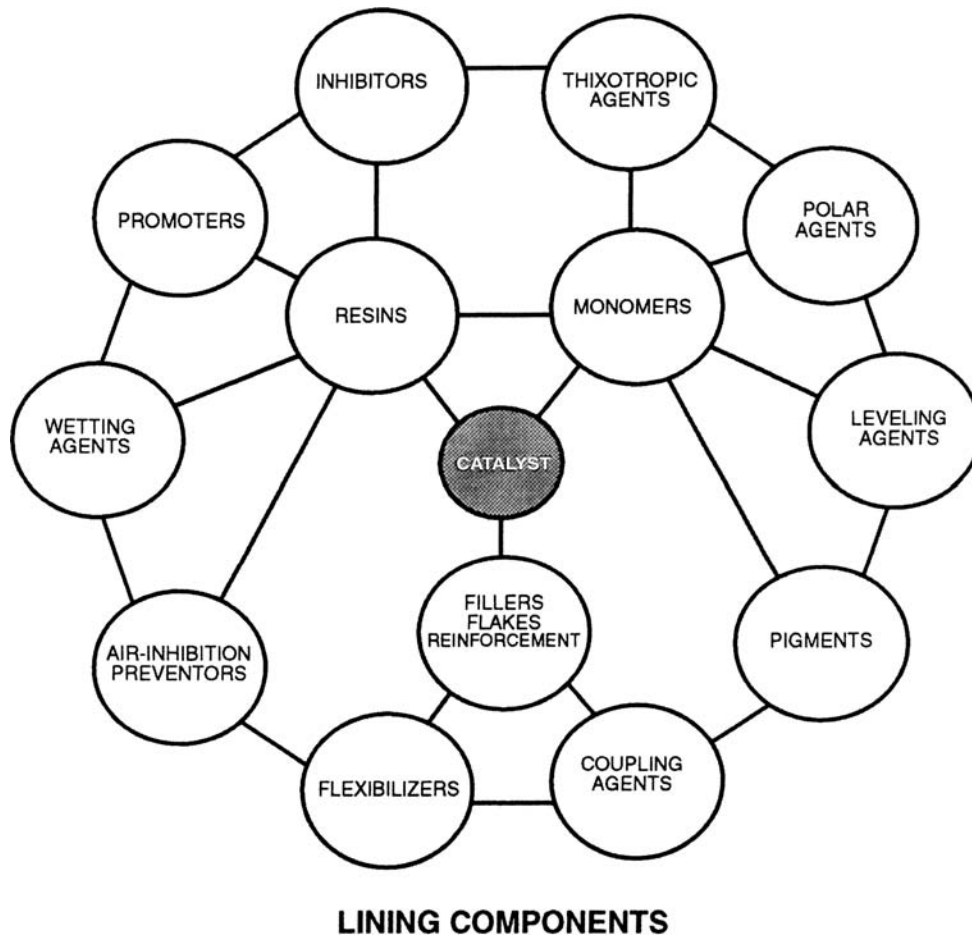 INHIBITORS
THIXOTROPIC
AGENTS
PROMOTERS
POLAR
AGENTS
RESINS
MONOMERS
WETTING
AGENTS
CATALYST
LEVELING
AGENTS
FILLERS
FLAKES
REINFORCEMENT
AIR-INHIBITION
PREVENTORS
PIGMENTS
FLEXIBILIZERS
COUPLING
AGENTS
LINING COMPONENTS